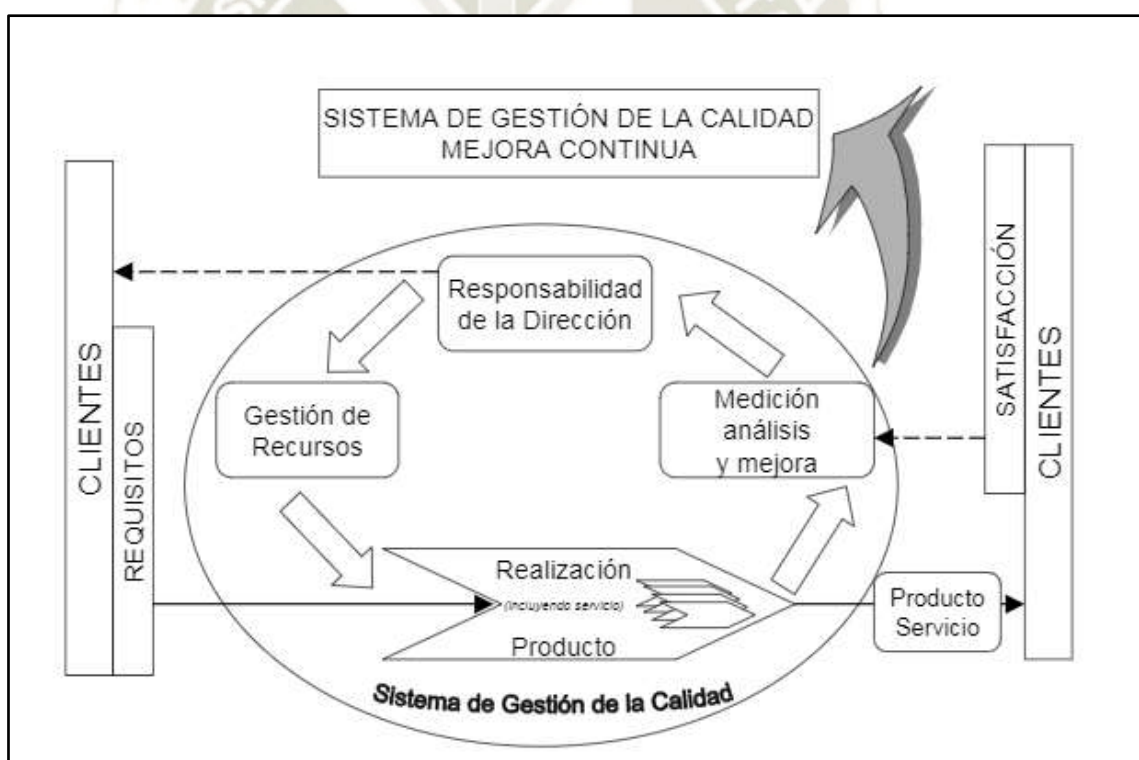 SISTEMA DE GESTIÓN DE LA CALIDAD
MEJORA CONTINUA
CLIENTES
REQUISITOS
Responsabilidad
de la Dirección
Gestión de
Recursos
Medición
análisis
y mejora
SATISFACCIÓN
CLIENTES
Realización
(incluyendo servicio)
Producto
Producto
Servicio
Sistema de Gestión de la Calidad